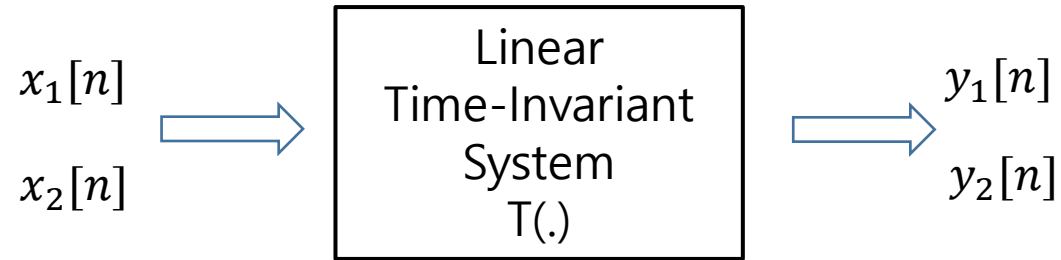 x₁[n]
x₂[n]
Linear
Time-Invariant
System
T(.)
y₁[n]
y₂[n]